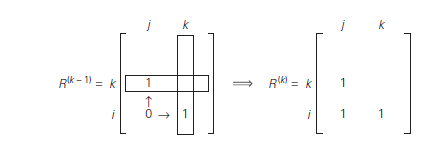 j k j k
R(k – 1) = k 1 ⟹ R(k) = k 1
↑
i 0 → 1 i 1 1